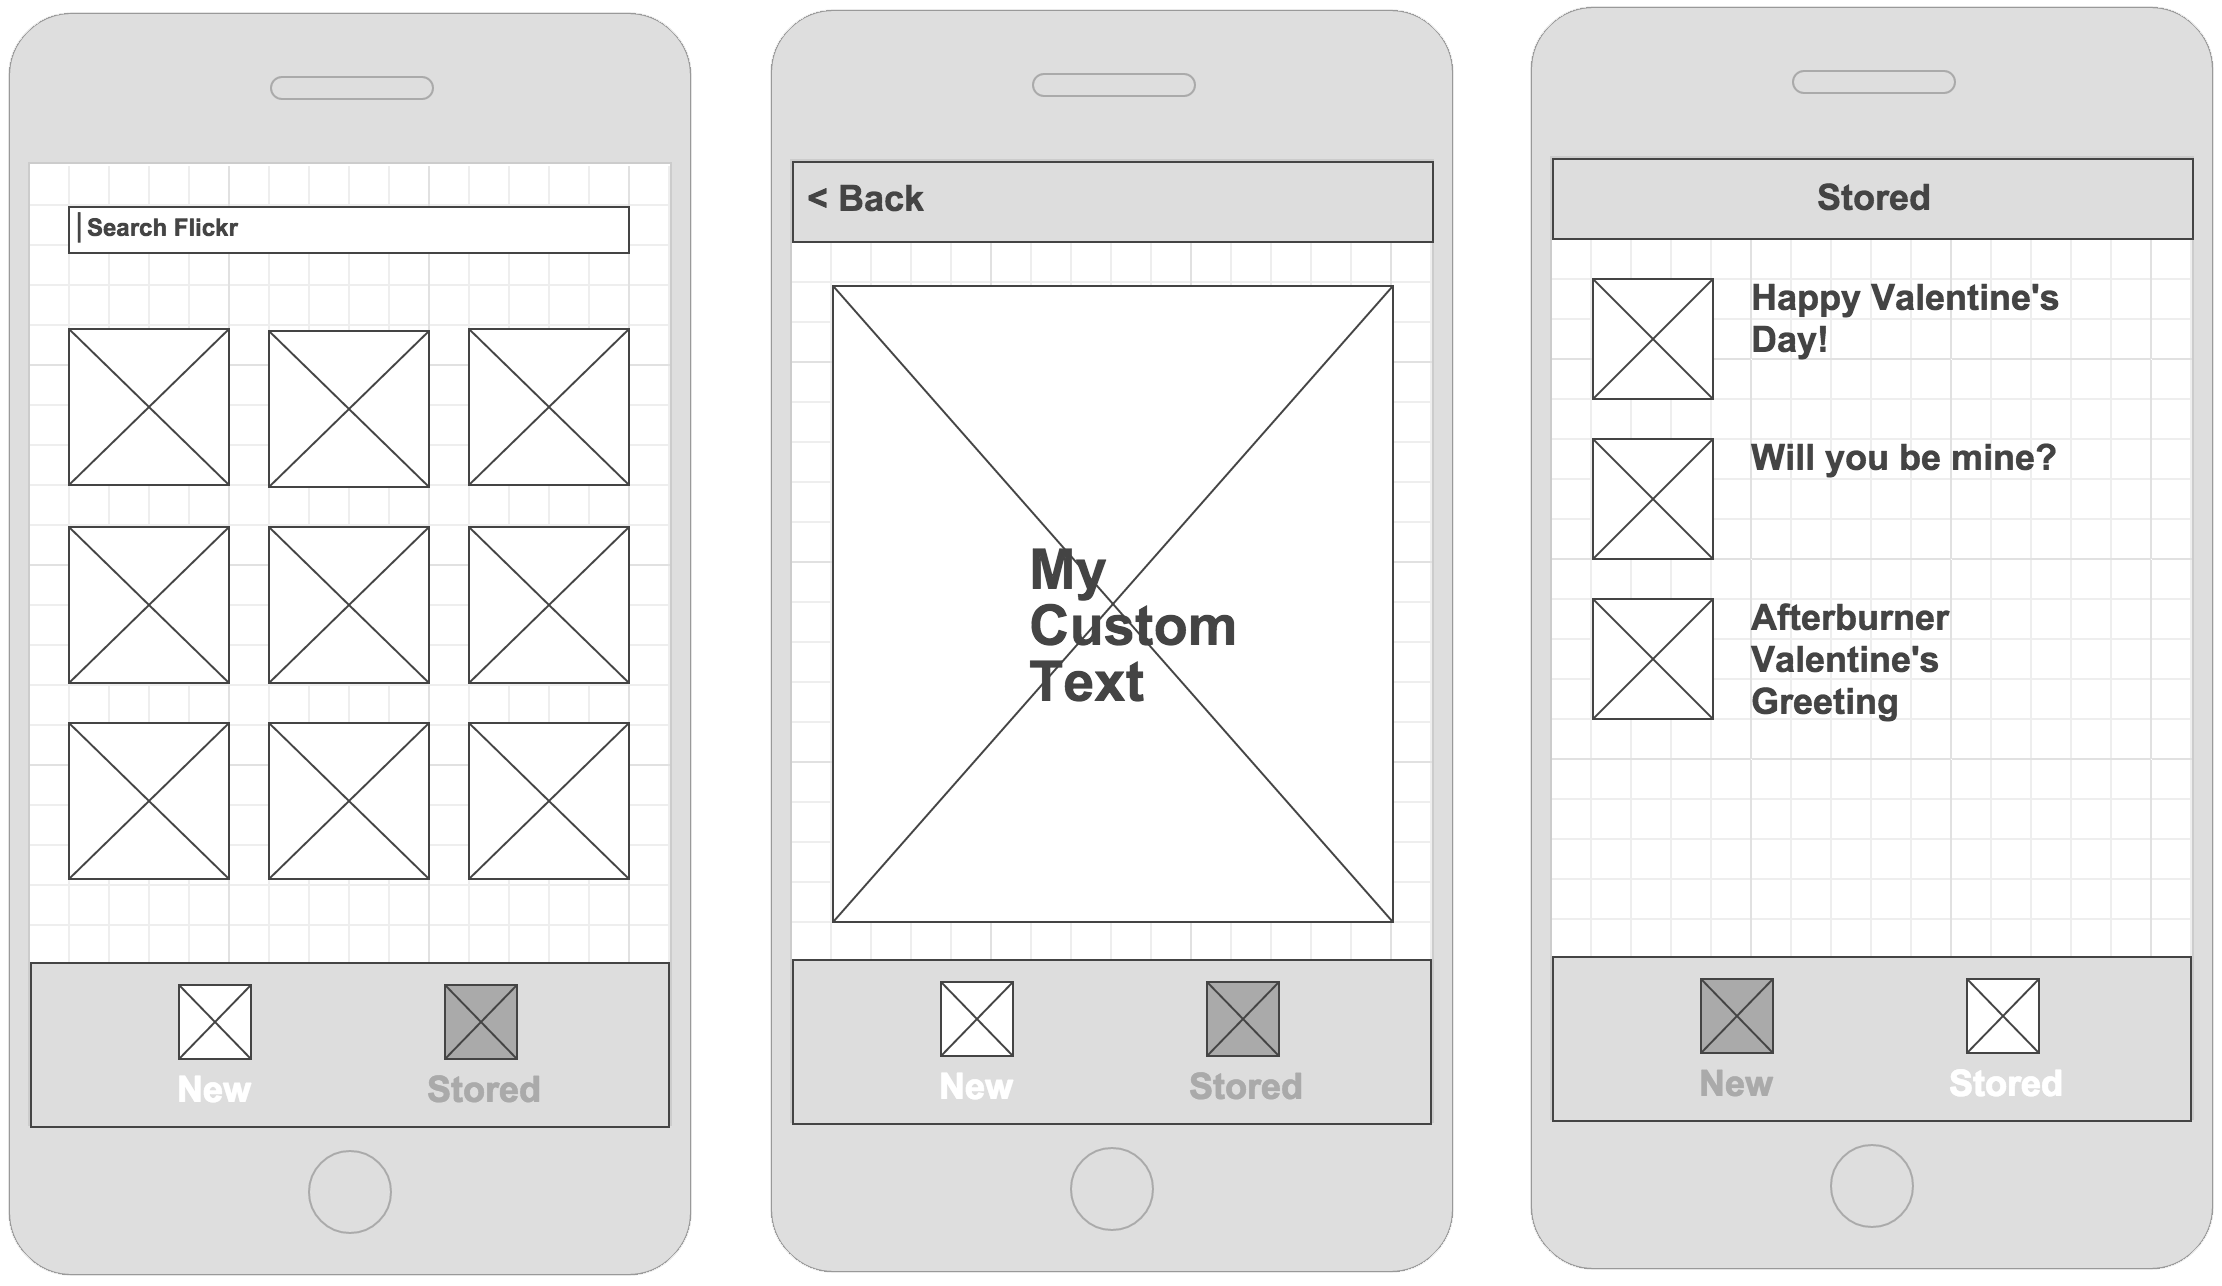 Search Flickr
New
Stored
< Back
My
Custom
Text
New
Stored
Stored
Happy Valentine's
Day!
Will you be mine?
Afterburner
Valentine's
Greeting
New
Stored